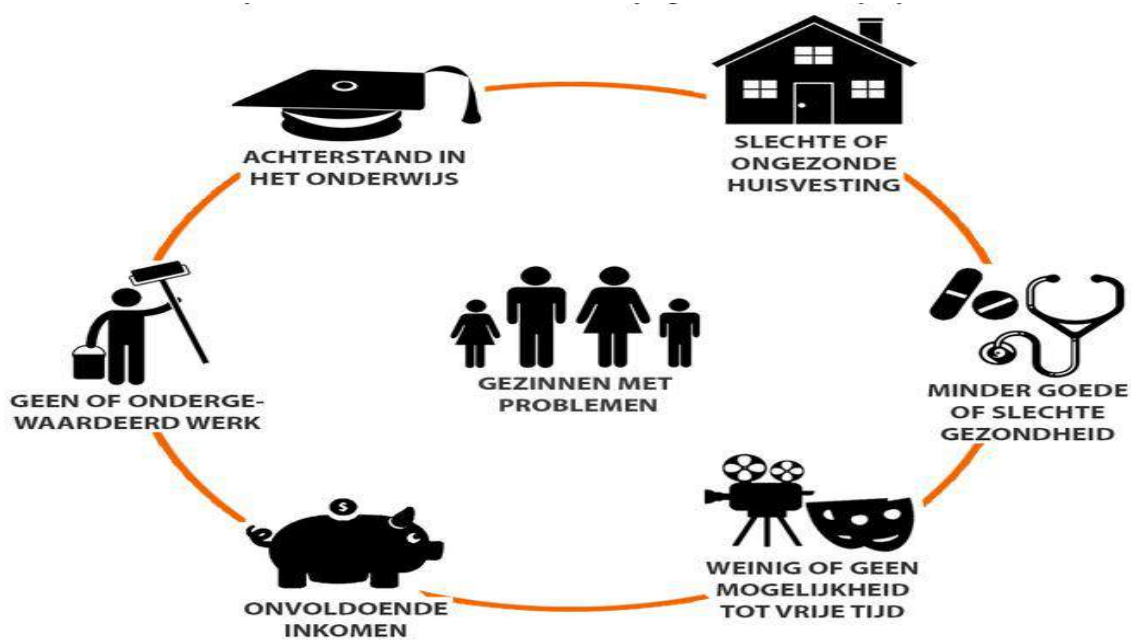 ACHTERSTAND IN
HET ONDERWIJS
SLECHTE OF
ONGEZONDE
HUISVESTING
GEEN OF ONDERGE-
WAARDEERD WERK
GEZINNEN MET
PROBLEMEN
MINDER GOEDE
OF SLECHTE
GEZONDHEID
$
ONVOLDOENDE
INKOMEN
WEINIG OF GEEN
MOGELIJKHEID
TOT VRIJE TIJD